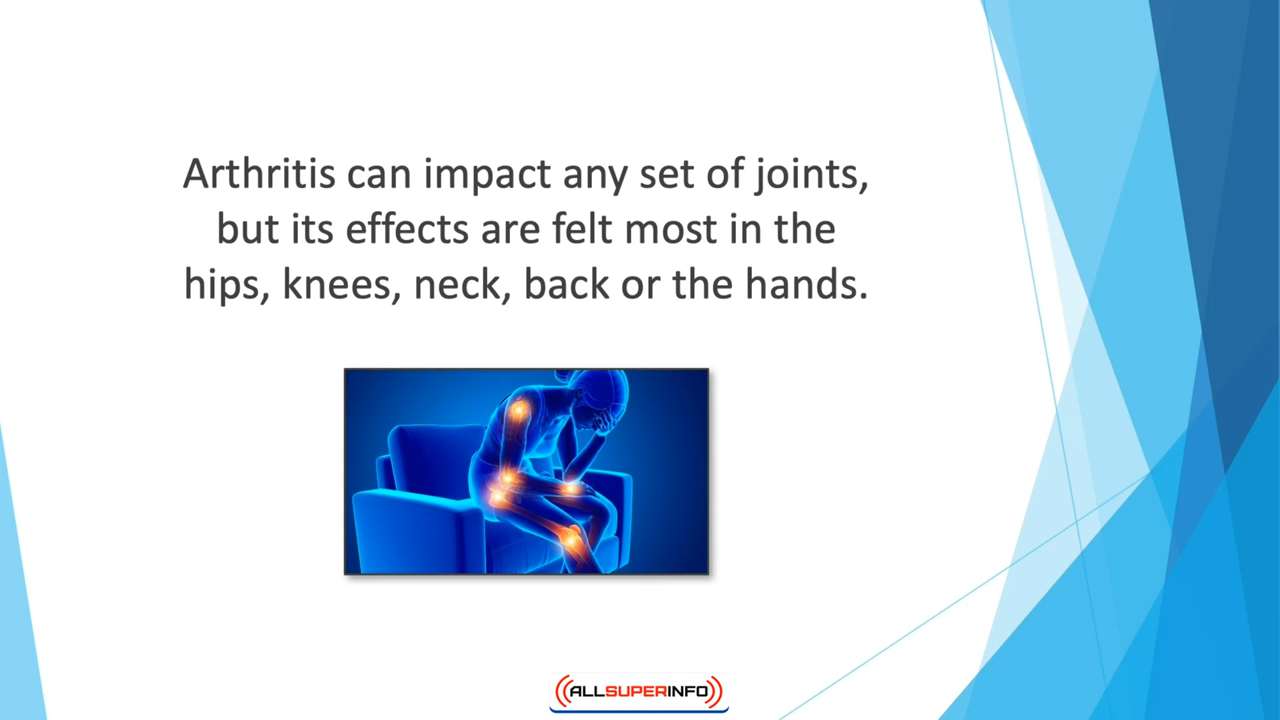 Arthritis can impact any set of joints,
but its effects are felt most in the
hips, knees, neck, back or the hands.
ALLSUPERINFO